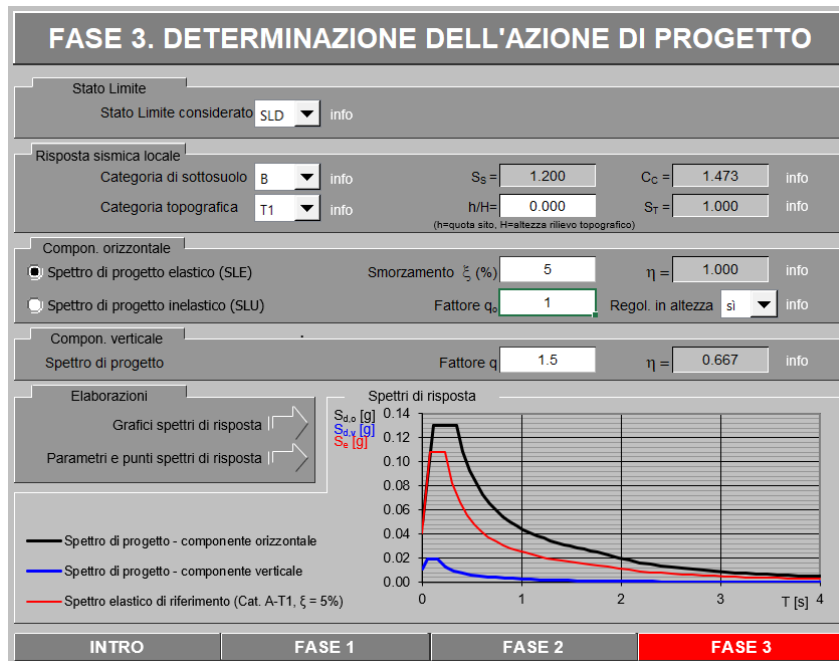 FASE 3. DETERMINAZIONE DELL'AZIONE DI PROGETTO
Stato Limite
Stato Limite considerato SLD info
Risposta sismica locale
Categoria di sottosuolo B info Sₛ = 1.200 C_C = 1.473 info
Categoria topografica T1 info h/H= 0.000 S_T = 1.000 info
(h=quota sito, H=altezza rilievo topografico)
Compon. orizzontale
Spettro di progetto elastico (SLE) Smorzamento ξ (%) 5 η = 1.000 info
Spettro di progetto inelastico (SLU) Fattore qₒ 1 Regol. in altezza sì info
Compon. verticale
Spettro di progetto Fattore q 1.5 η = 0.667 info
Elaborazioni
Grafici spettri di risposta
Parametri e punti spettri di risposta
Spettri di risposta
S_d,o [g]
S_d,v [g]
S_e [g]
0.14
0.12
0.10
0.08
0.06
0.04
0.02
0.00
0 1 2 3 T [s] 4
Spettro di progetto - componente orizzontale
Spettro di progetto - componente verticale
Spettro elastico di riferimento (Cat. A-T1, ξ = 5%)
INTRO FASE 1 FASE 2 FASE 3